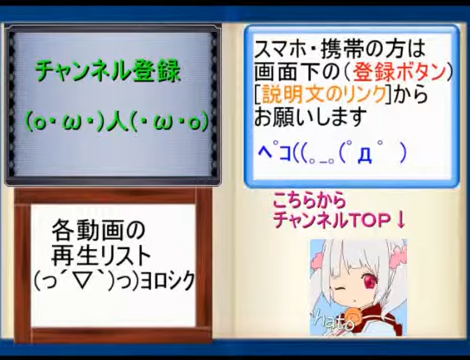 チャンネル登録
(o・ω・)人(・ω・o)
スマホ・携帯の方は
画面下の(登録ボタン)
[説明文のリンク]から
お願いします
ペコ((。_。(゚д゚ )
各動画の
再生リスト
(っ´▽`)っヨロシク
こちらから
チャンネルTOP↓
hato